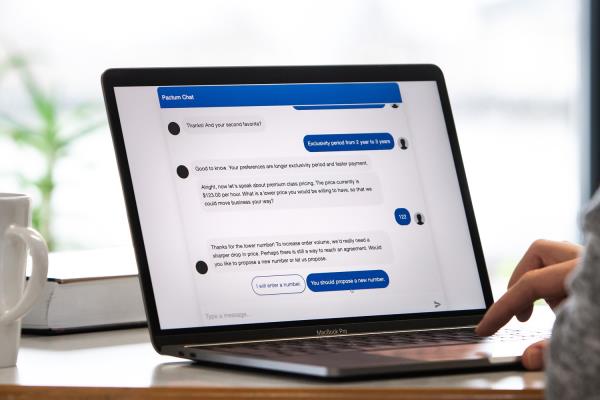 Pactum Chat
Thanks! And your second favorite?
Exclusivity period from 2 year to 3 years
Good to know. Your preferences are longer exclusivity period and faster payment.
Alright, now let's speak about premium class pricing. The price currently is
$123.00 per hour. What is a lower price you would be willing to have, so that we
could move business your way?
122
Thanks for the lower number! To increase order volume, we'd really need a
sharper drop in price. Perhaps there is still a way to reach an agreement. Would
you like to propose a new number or let us propose.
I will enter a number.
You should propose a new number.
Type a message...
MacBook Pro